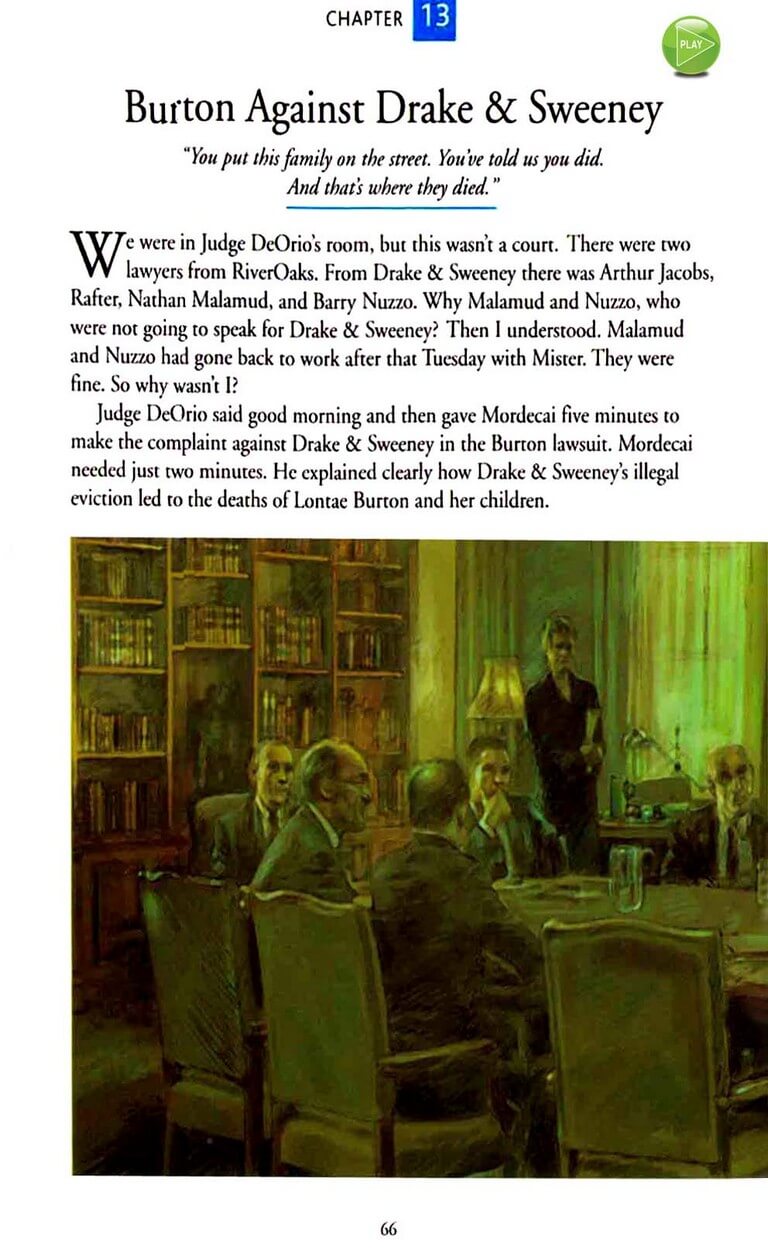 CHAPTER 13
PLAY
Burton Against Drake & Sweeney
“You put this family on the street. You’ve told us you did.
And that’s where they died.”
We were in Judge DeOrio’s room, but this wasn’t a court. There were two
lawyers from RiverOaks. From Drake & Sweeney there was Arthur Jacobs,
Rafter, Nathan Malamud, and Barry Nuzzo. Why Malamud and Nuzzo, who
were not going to speak for Drake & Sweeney? Then I understood. Malamud
and Nuzzo had gone back to work after that Tuesday with Mister. They were
fine. So why wasn’t I?
Judge DeOrio said good morning and then gave Mordecai five minutes to
make the complaint against Drake & Sweeney in the Burton lawsuit. Mordecai
needed just two minutes. He explained clearly how Drake & Sweeney’s illegal
eviction led to the deaths of Lontae Burton and her children.
66